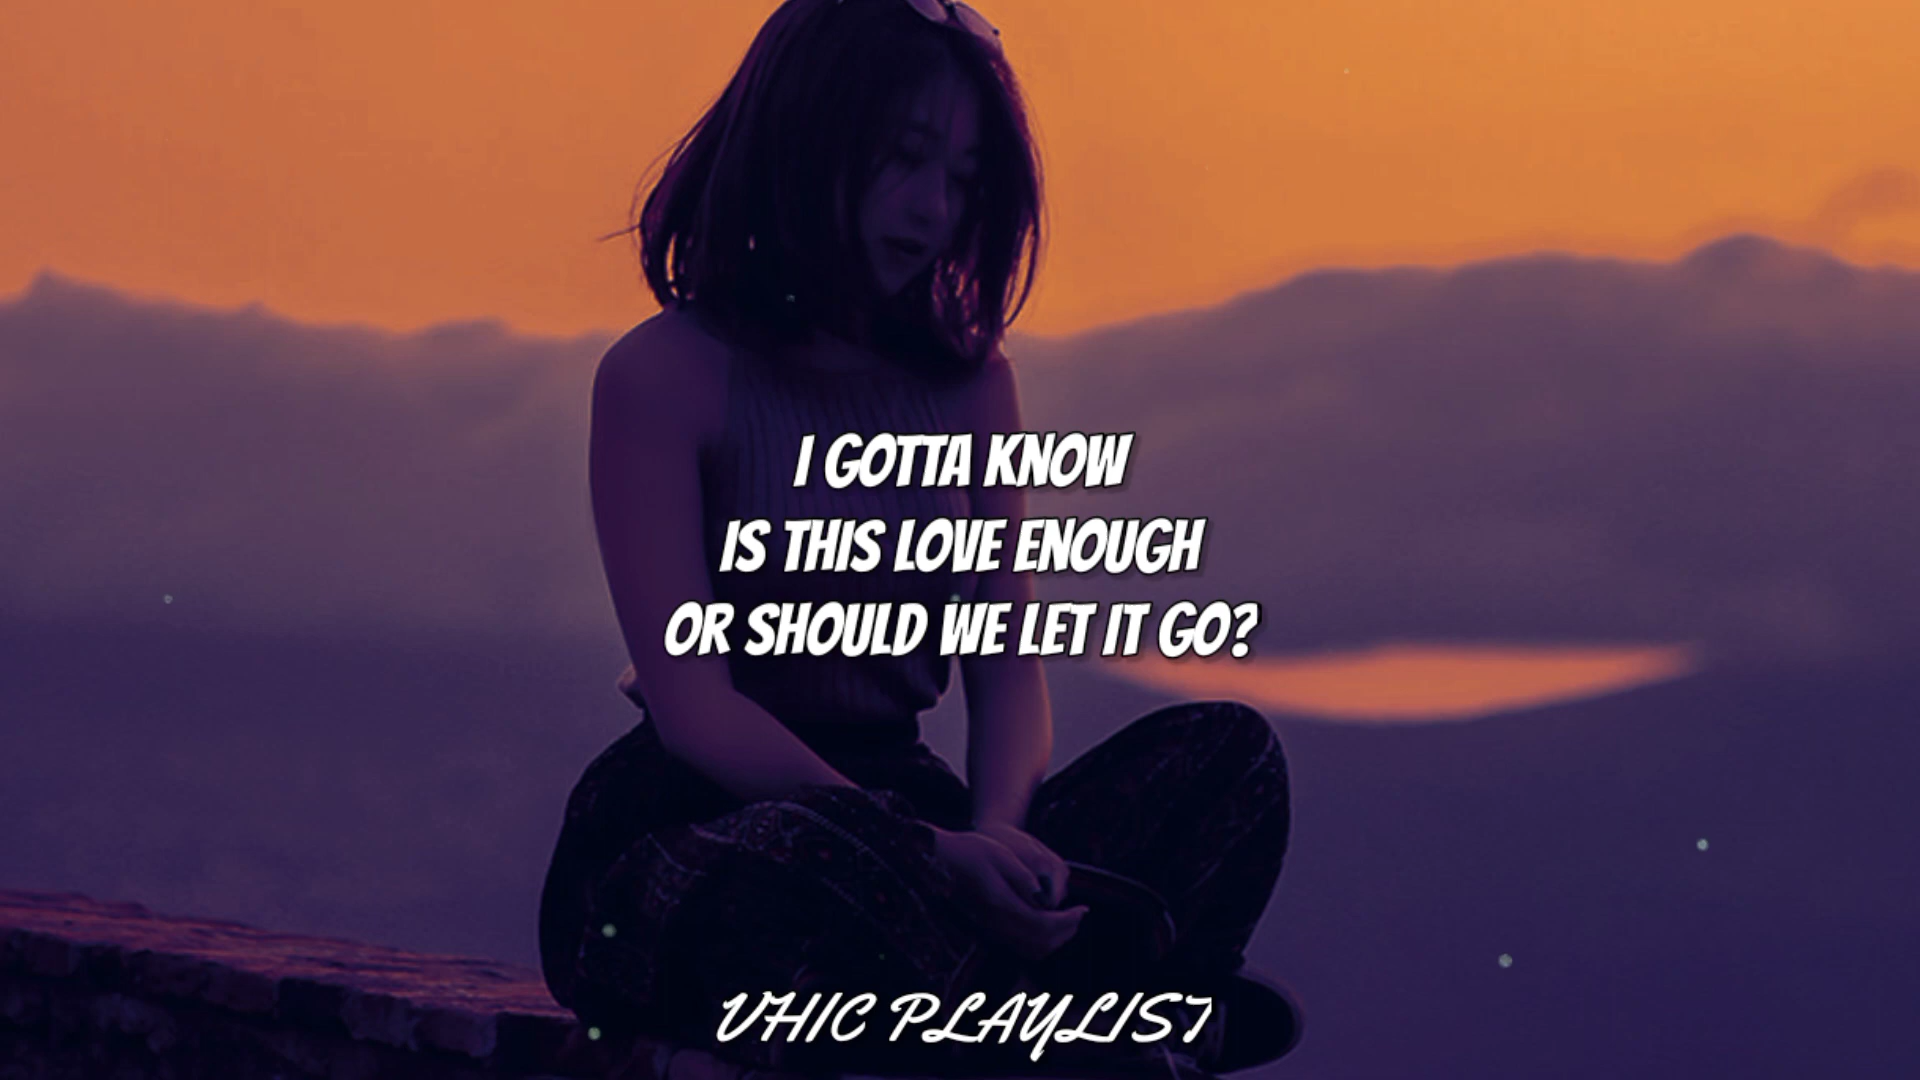 I GOTTA KNOW
IS THIS LOVE ENOUGH
OR SHOULD WE LET IT GO?
VHIC PLAYLIST